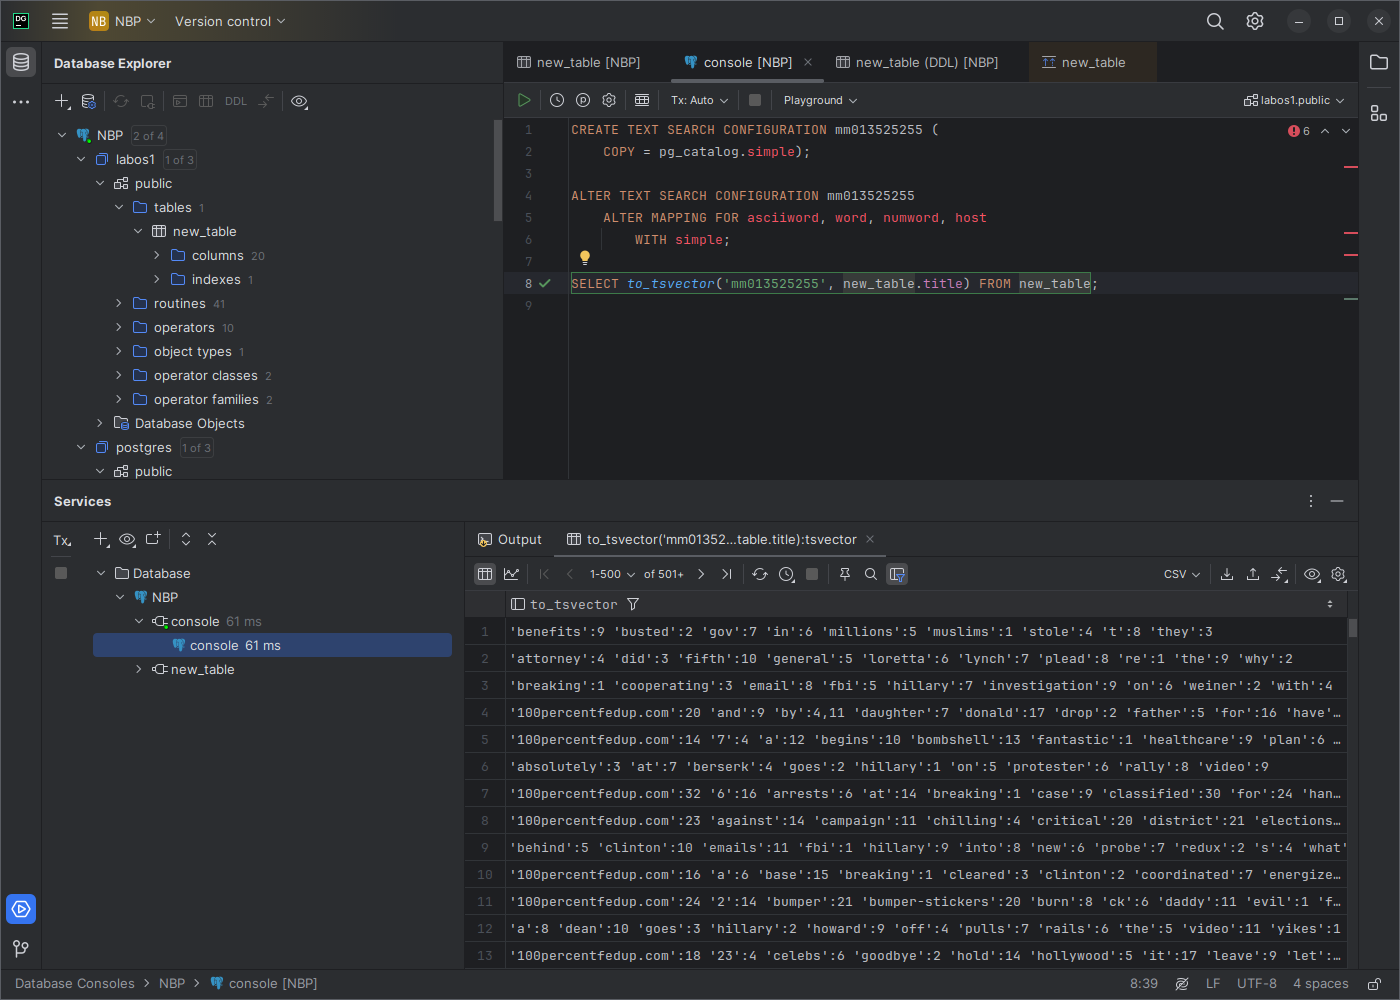 DG
NB NBP Version control
Database Explorer
DDL
NBP 2 of 4
labos1 1 of 3
public
tables 1
new_table
columns 20
indexes 1
routines 41
operators 10
object types 1
operator classes 2
operator families 2
Database Objects
postgres 1 of 3
public
new_table [NBP] console [NBP] new_table (DDL) [NBP] new_table
Tx: Auto Playground labos1.public
6
1 CREATE TEXT SEARCH CONFIGURATION mm013525255 (
2 COPY = pg_catalog.simple);
3
4 ALTER TEXT SEARCH CONFIGURATION mm013525255
5 ALTER MAPPING FOR asciiword, word, numword, host
6 WITH simple;
7
8 SELECT to_tsvector('mm013525255', new_table.title) FROM new_table;
9
Services
Tx
Database
NBP
console 61 ms
console 61 ms
new_table
Output to_tsvector('mm01352...table.title):tsvector
1-500 of 501+ CSV
to_tsvector
1 'benefits':9 'busted':2 'gov':7 'in':6 'millions':5 'muslims':1 'stole':4 't':8 'they':3
2 'attorney':4 'did':3 'fifth':10 'general':5 'loretta':6 'lynch':7 'plead':8 're':1 'the':9 'why':2
3 'breaking':1 'cooperating':3 'email':8 'fbi':5 'hillary':7 'investigation':9 'on':6 'weiner':2 'with':4
4 '100percentfedup.com':20 'and':9 'by':4,11 'daughter':7 'donald':17 'drop':2 'father':5 'for':16 'have'…
5 '100percentfedup.com':14 '7':4 'a':12 'begins':10 'bombshell':13 'fantastic':1 'healthcare':9 'plan':6 …
6 'absolutely':3 'at':7 'berserk':4 'goes':2 'hillary':1 'on':5 'protester':6 'rally':8 'video':9
7 '100percentfedup.com':32 '6':16 'arrests':6 'at':14 'breaking':1 'case':9 'classified':30 'for':24 'han…
8 '100percentfedup.com':23 'against':14 'campaign':11 'chilling':4 'critical':20 'district':21 'elections…
9 'behind':5 'clinton':10 'emails':11 'fbi':1 'hillary':9 'into':8 'new':6 'probe':7 'redux':2 's':4 'what'
10 '100percentfedup.com':16 'a':6 'base':15 'breaking':1 'cleared':3 'clinton':2 'coordinated':7 'energize…
11 '100percentfedup.com':24 '2':14 'bumper':21 'bumper-stickers':20 'burn':8 'ck':6 'daddy':11 'evil':1 'f…
12 'a':8 'dean':10 'goes':3 'hillary':2 'howard':9 'off':4 'pulls':7 'rails':6 'the':5 'video':11 'yikes':1
13 '100percentfedup.com':18 '23':4 'celebs':6 'goodbye':2 'hold':14 'hollywood':5 'it':17 'leave':9 'let':…
Database Consoles NBP console [NBP] 8:39 LF UTF-8 4 spaces